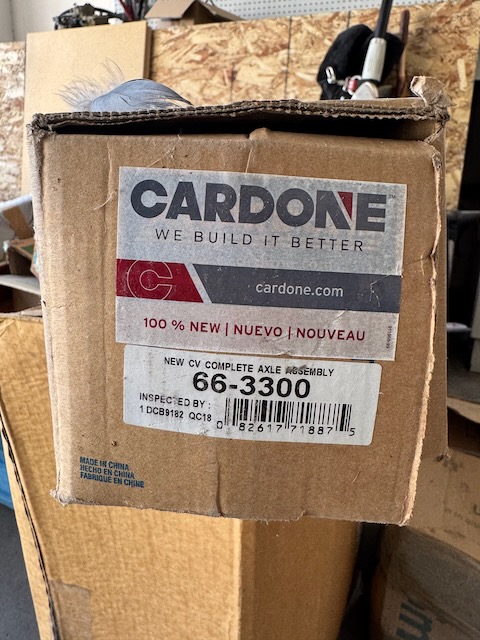 CARDONE
WE BUILD IT BETTER
cardone.com
100 % NEW | NUEVO | NOUVEAU
NEW CV COMPLETE AXLE ASSEMBLY
66-3300
INSPECTED BY :
1 DCB9182 QC18
0 82617 71887 5
MADE IN CHINA
HECHO EN CHINA
FABRIQUÉ EN CHINE